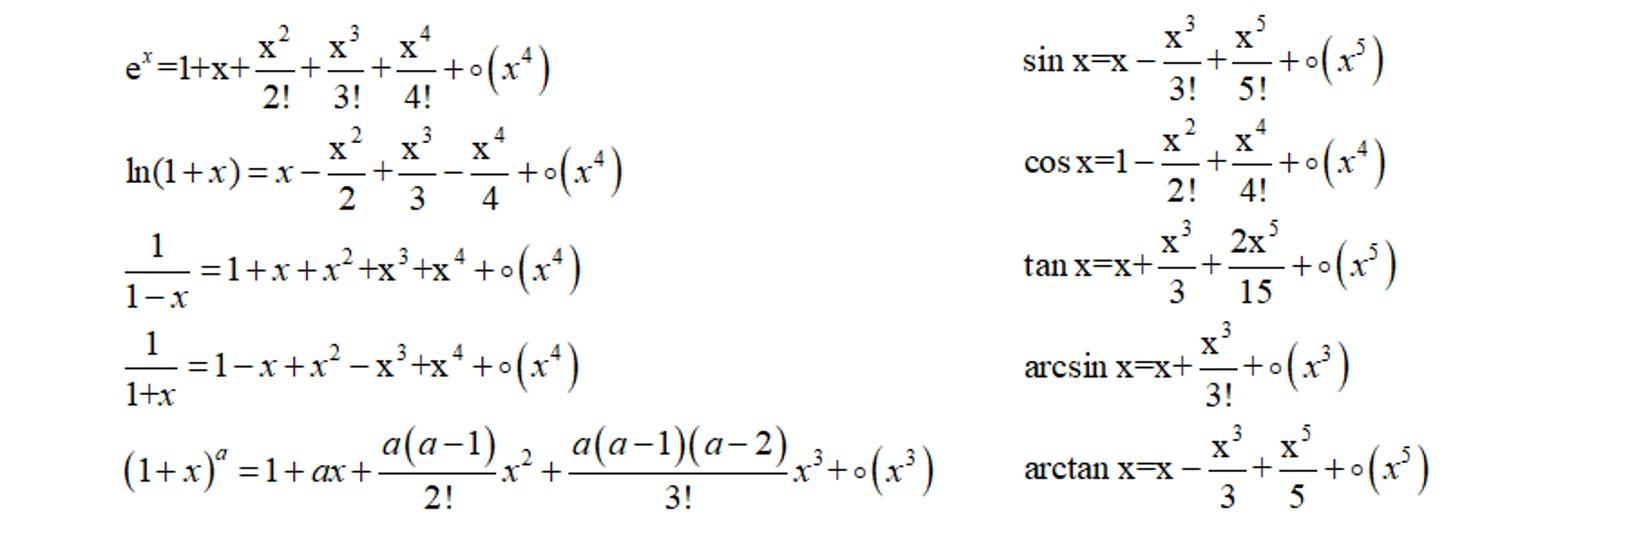 e^x=1+x+x^2/2!+x^3/3!+x^4/4!+∘(x^4)
ln(1+x)=x−x^2/2+x^3/3−x^4/4+∘(x^4)
1/(1−x)=1+x+x^2+x^3+x^4+∘(x^4)
1/(1+x)=1−x+x^2−x^3+x^4+∘(x^4)
(1+x)^a=1+ax+a(a−1)/2! x^2+a(a−1)(a−2)/3! x^3+∘(x^3)
sin x=x−x^3/3!+x^5/5!+∘(x^5)
cos x=1−x^2/2!+x^4/4!+∘(x^4)
tan x=x+x^3/3+2x^5/15+∘(x^5)
arcsin x=x+x^3/3!+∘(x^3)
arctan x=x−x^3/3+x^5/5+∘(x^5)